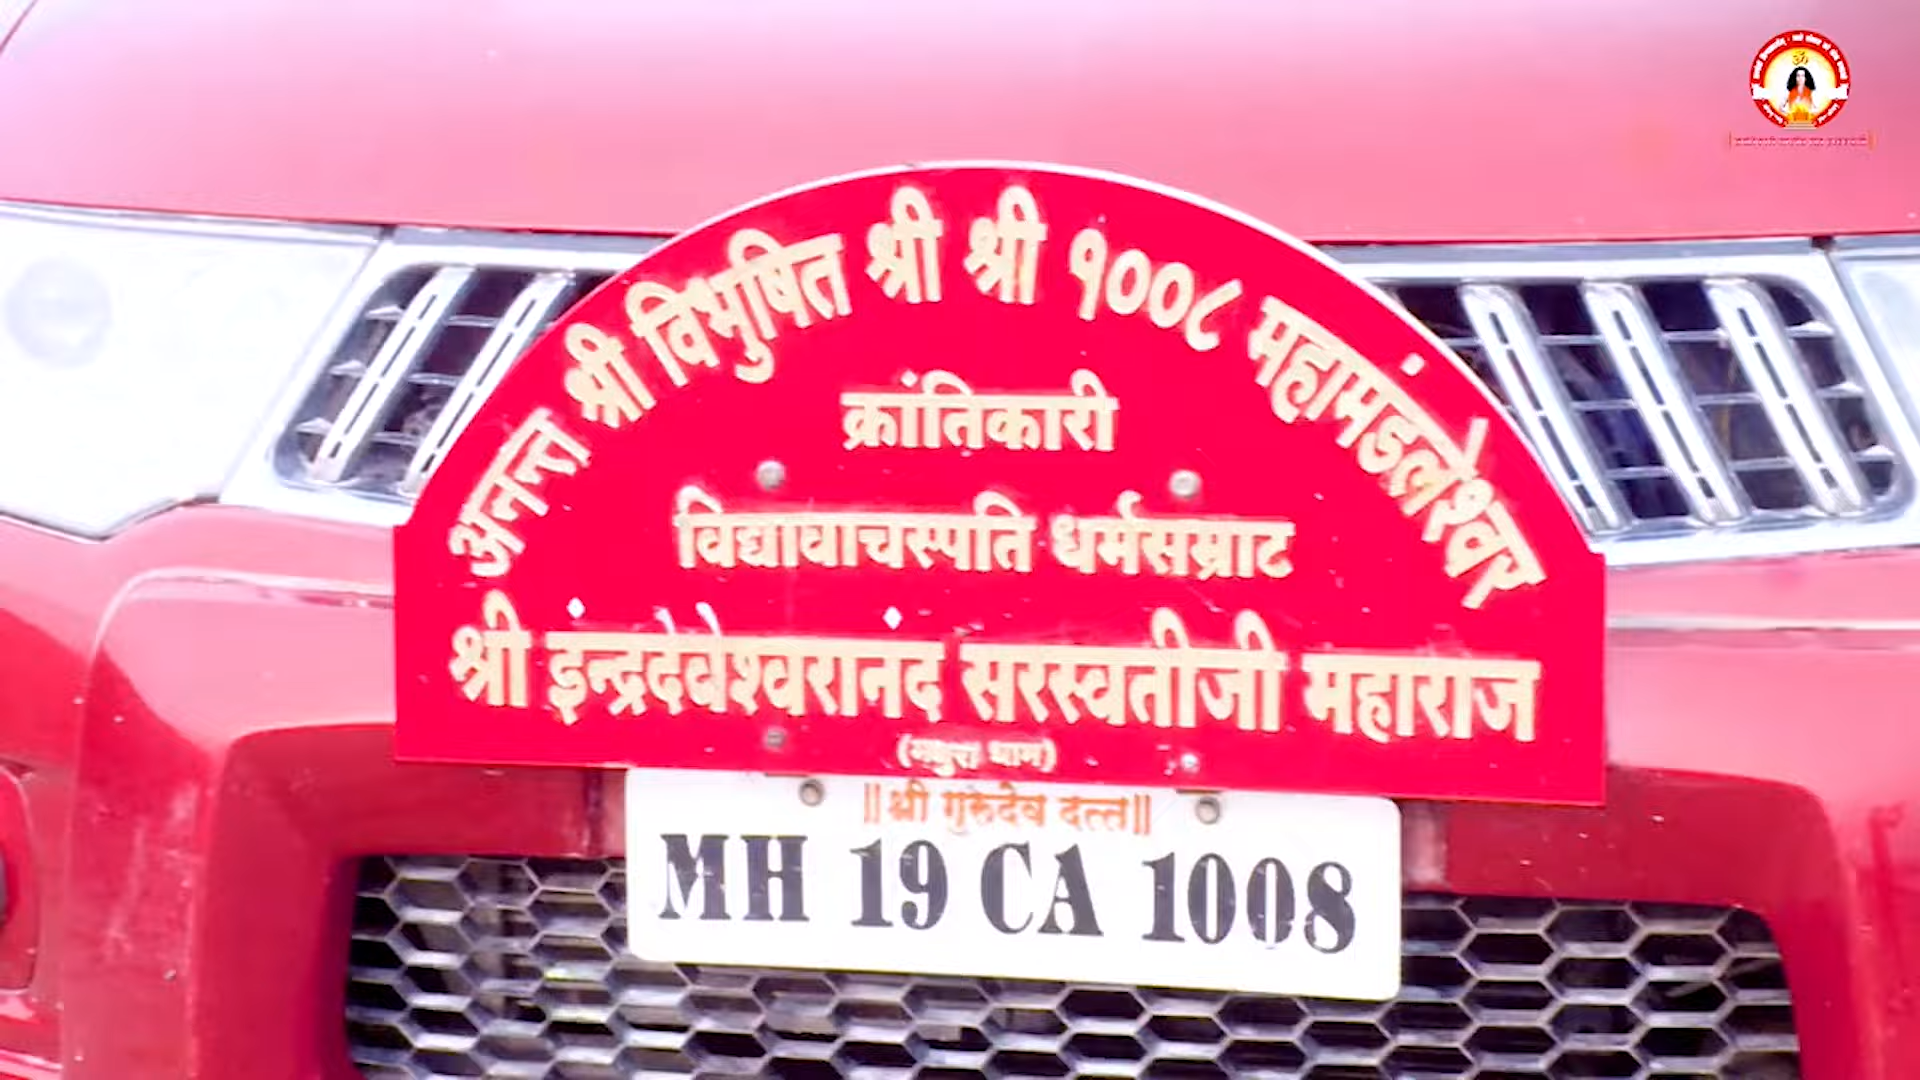 अनन्त श्री विभुषित श्री श्री १००८ महामंडलेश्वर
क्रांतिकारी
विद्यावाचस्पति धर्मसम्राट
श्री इंन्द्रदेवेश्वरानंद सरस्वतीजी महाराज
(मथुरा धाम)
॥श्री गुरुदेव दत्त॥
MH 19 CA 1008